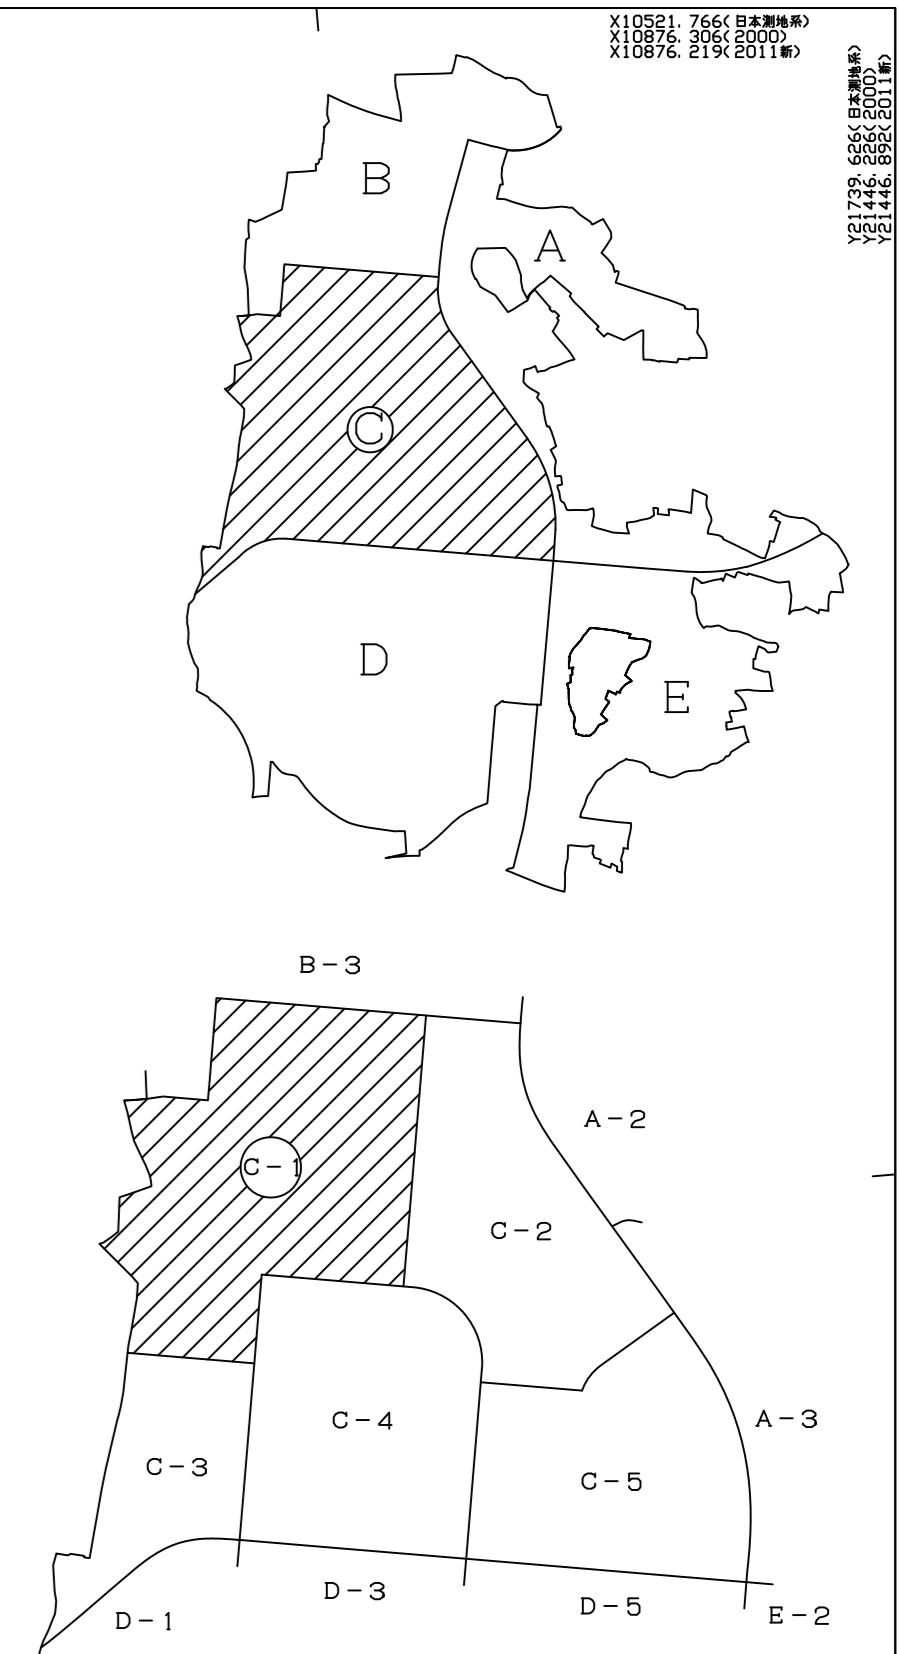 X10521. 766(日本測地系)
X10876. 306(2000)
X10876. 219(2011新)
Y21739. 626(日本測地系)
Y21446. 226(2000)
Y21446. 892(2011新)
B
A
C
D
E
B-3
A-2
C-1
C-2
C-4
A-3
C-3
C-5
D-3
D-5
E-2
D-1